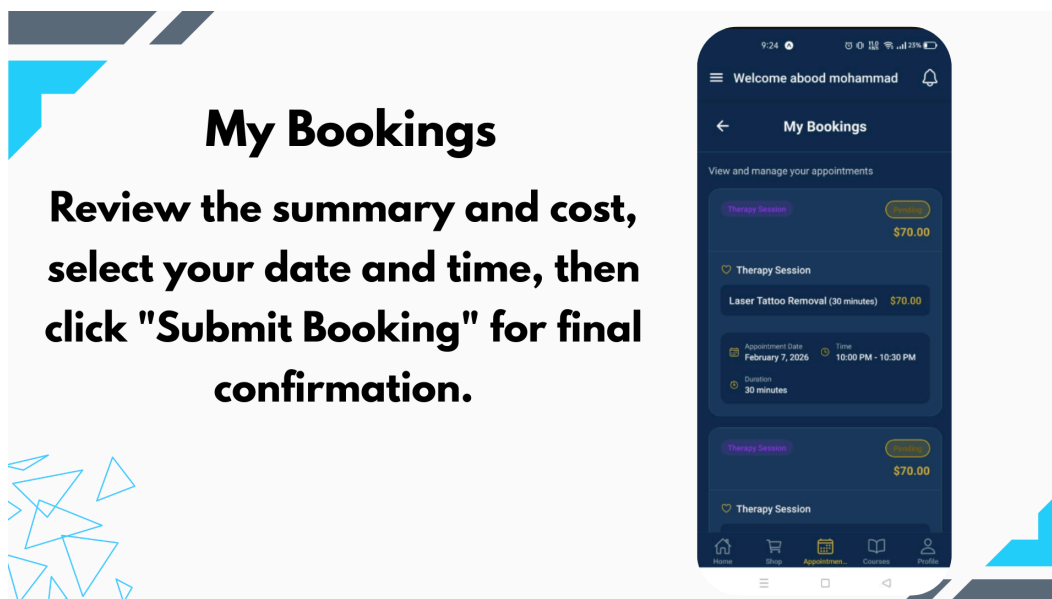 My Bookings
Review the summary and cost,
select your date and time, then
click "Submit Booking" for final
confirmation.
9:24
23%
Welcome abood mohammad
My Bookings
View and manage your appointments
Therapy Session
Pending
$70.00
Therapy Session
Laser Tattoo Removal (30 minutes) $70.00
Appointment Date
February 7, 2026
Time
10:00 PM - 10:30 PM
Duration
30 minutes
Therapy Session
Pending
$70.00
Therapy Session
Home
Shop
Appointmen...
Courses
Profile